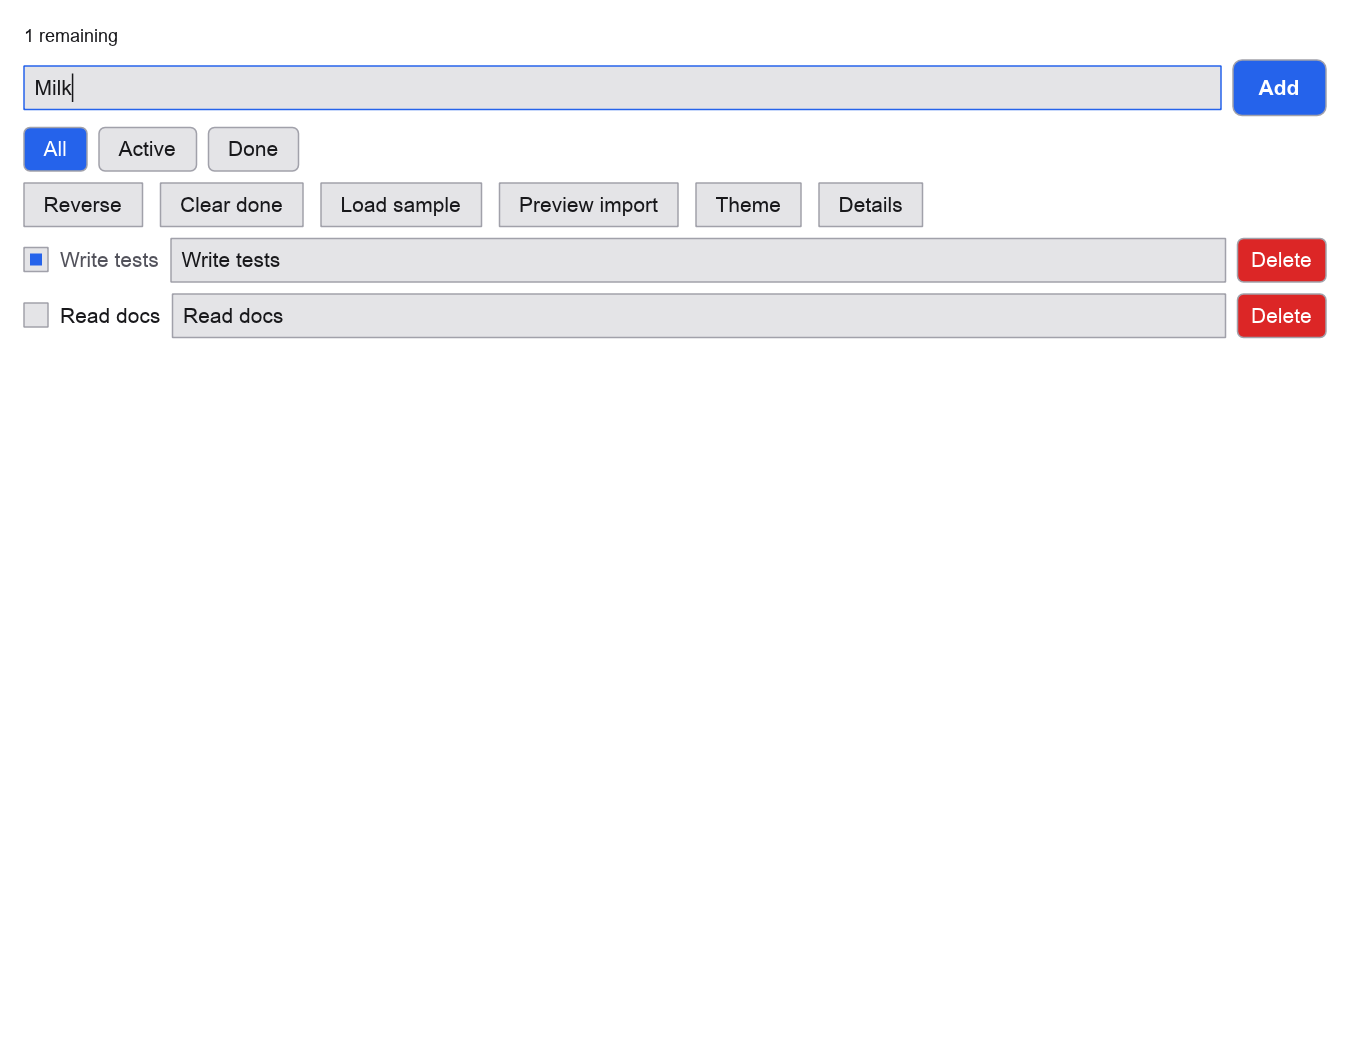 1 remaining
Milk Add
All Active Done
Reverse Clear done Load sample Preview import Theme Details
Write tests Write tests Delete
Read docs Read docs Delete